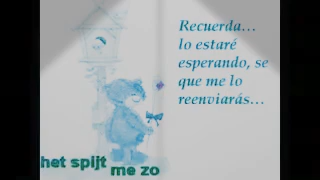 Recuerda...
lo estaré
esperando, se
que me lo
reenviarás...
het spijt
me zo